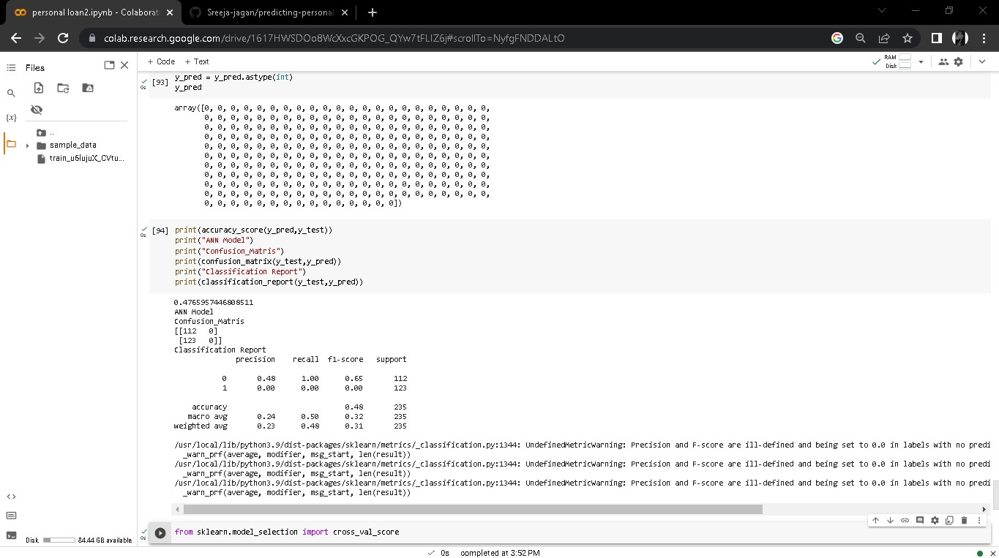 personal loan2.ipynb - Colaborat
Sreeja-jagan/predicting-personal
colab.research.google.com/drive/1617HWSDOo8WcXxcGKPOG_QYw7tFLIZ6j#scrollTo=NyfgFNDDALtO
Files
+ Code + Text
RAM
Disk
..
sample_data
train_u6lujuX_CVtu...
{x}
<>
Disk 84.44 GB available
0s
[93] y_pred = y_pred.astype(int)
y_pred
array([0, 0, 0, 0, 0, 0, 0, 0, 0, 0, 0, 0, 0, 0, 0, 0, 0, 0, 0, 0, 0, 0,
0, 0, 0, 0, 0, 0, 0, 0, 0, 0, 0, 0, 0, 0, 0, 0, 0, 0, 0, 0, 0, 0,
0, 0, 0, 0, 0, 0, 0, 0, 0, 0, 0, 0, 0, 0, 0, 0, 0, 0, 0, 0, 0, 0,
0, 0, 0, 0, 0, 0, 0, 0, 0, 0, 0, 0, 0, 0, 0, 0, 0, 0, 0, 0, 0, 0,
0, 0, 0, 0, 0, 0, 0, 0, 0, 0, 0, 0, 0, 0, 0, 0, 0, 0, 0, 0, 0, 0,
0, 0, 0, 0, 0, 0, 0, 0, 0, 0, 0, 0, 0, 0, 0, 0, 0, 0, 0, 0, 0, 0,
0, 0, 0, 0, 0, 0, 0, 0, 0, 0, 0, 0, 0, 0, 0, 0, 0, 0, 0, 0, 0, 0,
0, 0, 0, 0, 0, 0, 0, 0, 0, 0, 0, 0, 0, 0, 0, 0, 0, 0, 0, 0, 0, 0,
0, 0, 0, 0, 0, 0, 0, 0, 0, 0, 0, 0, 0, 0, 0, 0, 0, 0, 0, 0, 0, 0,
0, 0, 0, 0, 0, 0, 0, 0, 0, 0, 0, 0, 0, 0, 0, 0, 0, 0, 0, 0, 0, 0,
0, 0, 0, 0, 0, 0, 0, 0, 0, 0, 0, 0, 0, 0, 0])
0s
[94] print(accuracy_score(y_pred,y_test))
print("ANN Model")
print("Confusion_Matris")
print(confusion_matrix(y_test,y_pred))
print("Classification Report")
print(classification_report(y_test,y_pred))
0.4765957446808511
ANN Model
Confusion_Matris
[[112 0]
[123 0]]
Classification Report
precision recall f1-score support
0 0.48 1.00 0.65 112
1 0.00 0.00 0.00 123
accuracy 0.48 235
macro avg 0.24 0.50 0.32 235
weighted avg 0.23 0.48 0.31 235
/usr/local/lib/python3.9/dist-packages/sklearn/metrics/_classification.py:1344: UndefinedMetricWarning: Precision and F-score are ill-defined and being set to 0.0 in labels with no predi
_warn_prf(average, modifier, msg_start, len(result))
/usr/local/lib/python3.9/dist-packages/sklearn/metrics/_classification.py:1344: UndefinedMetricWarning: Precision and F-score are ill-defined and being set to 0.0 in labels with no predi
_warn_prf(average, modifier, msg_start, len(result))
/usr/local/lib/python3.9/dist-packages/sklearn/metrics/_classification.py:1344: UndefinedMetricWarning: Precision and F-score are ill-defined and being set to 0.0 in labels with no predi
_warn_prf(average, modifier, msg_start, len(result))
0s
from sklearn.model_selection import cross_val_score
0s completed at 3:52 PM